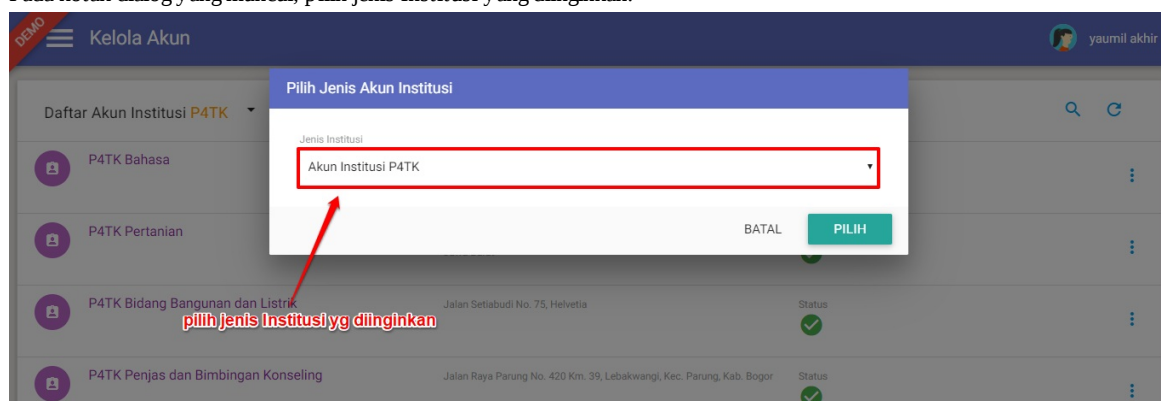 DEMO
Kelola Akun
yaumil akhir
Pilih Jenis Akun Institusi
Daftar Akun Institusi P4TK
Jenis Institusi
Akun Institusi P4TK
P4TK Bahasa
BATAL
PILIH
P4TK Pertanian
P4TK Bidang Bangunan dan Listrik
Jalan Setiabudi No. 75, Helvetia
Status
pilih jenis Institusi yg diinginkan
P4TK Penjas dan Bimbingan Konseling
Jalan Raya Parung No. 420 Km. 39, Lebakwangi, Kec. Parung, Kab. Bogor
Status